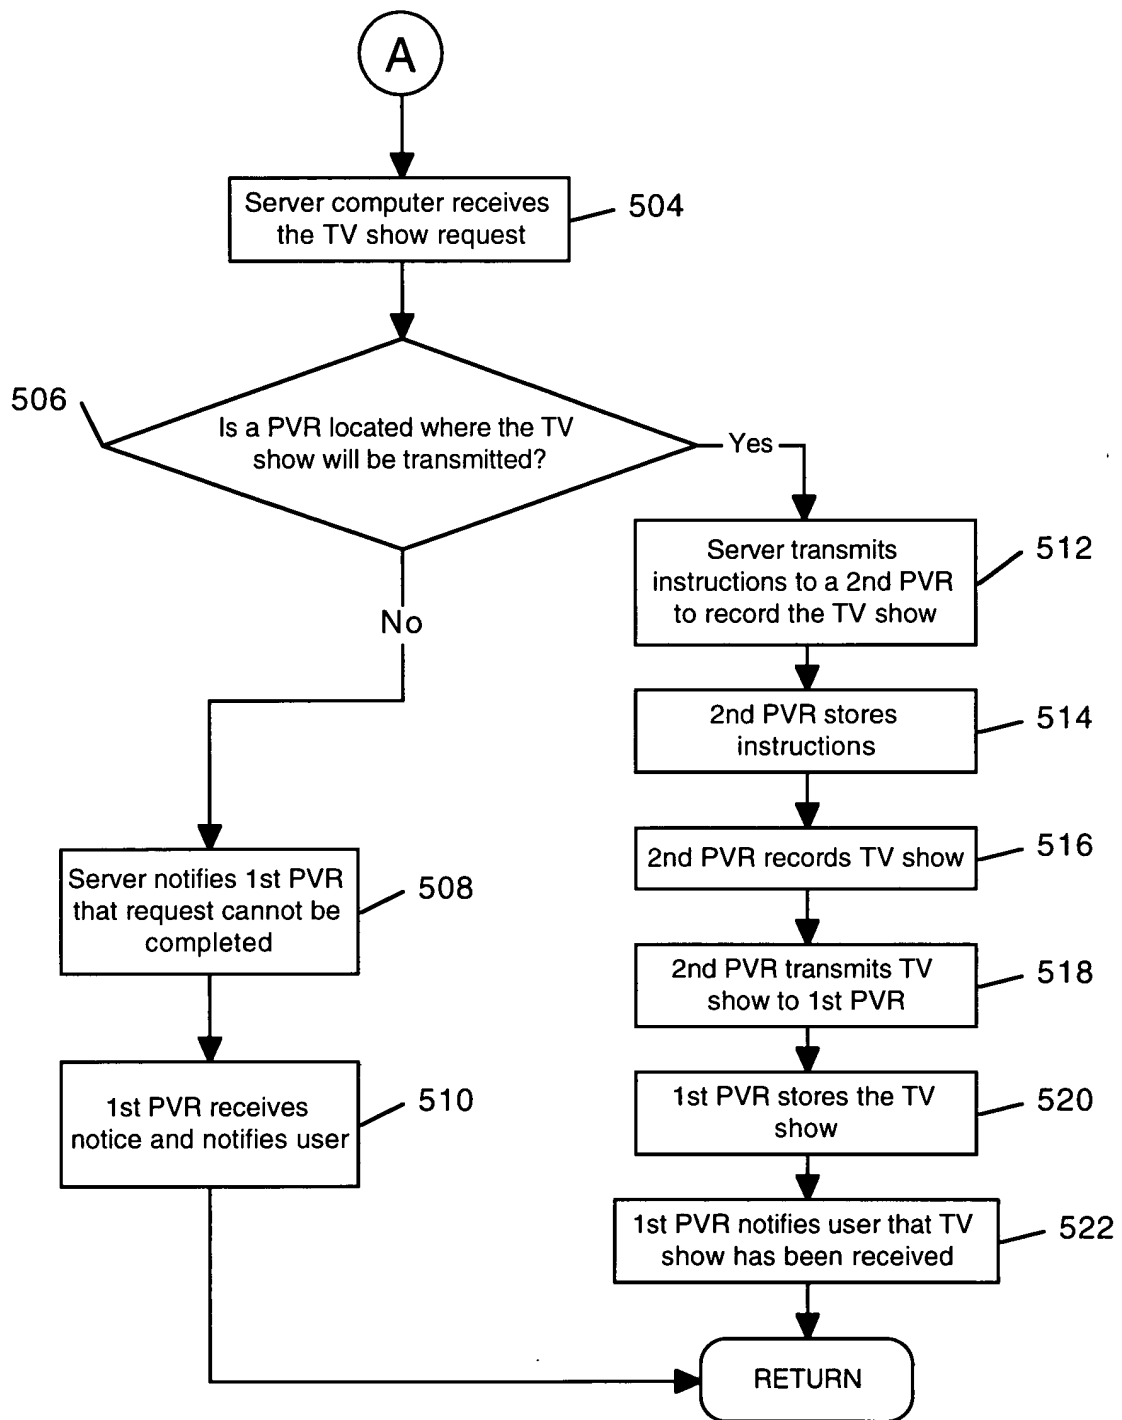 A
Server computer receives
the TV show request
504
506
Is a PVR located where the TV
show will be transmitted?
Yes
No
Server transmits
instructions to a 2nd PVR
to record the TV show
512
2nd PVR stores
instructions
514
2nd PVR records TV show
516
Server notifies 1st PVR
that request cannot be
completed
508
2nd PVR transmits TV
show to 1st PVR
518
1st PVR receives
notice and notifies user
510
1st PVR stores the TV
show
520
1st PVR notifies user that TV
show has been received
522
RETURN